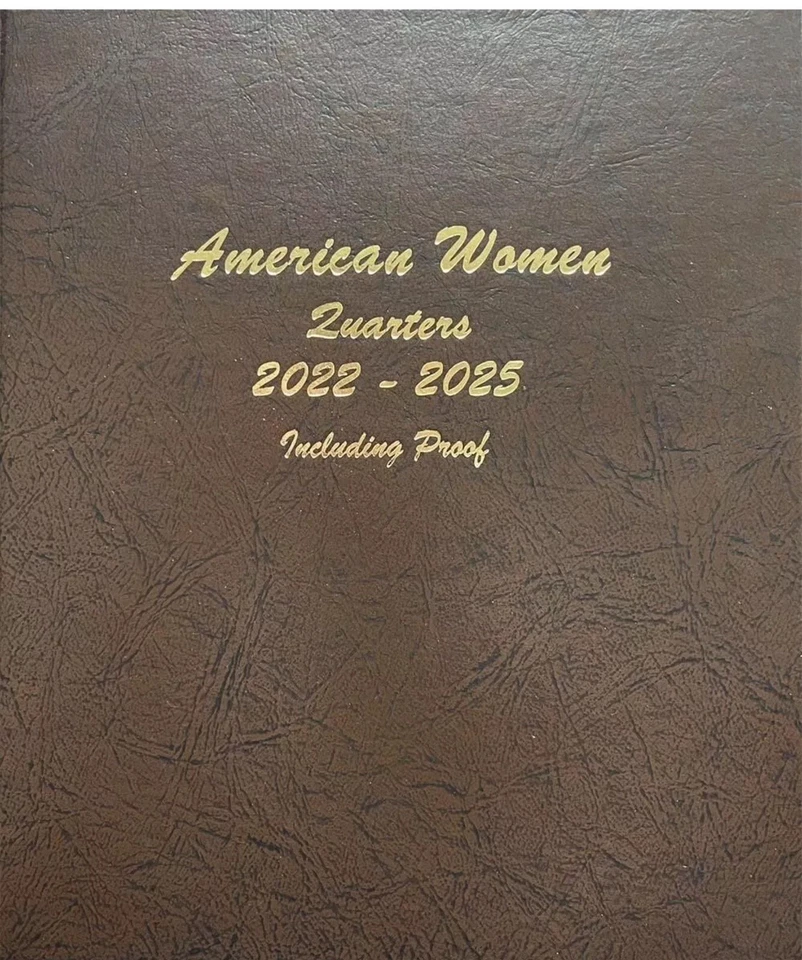 American Women
Quarters
2022 - 2025
Including Proof